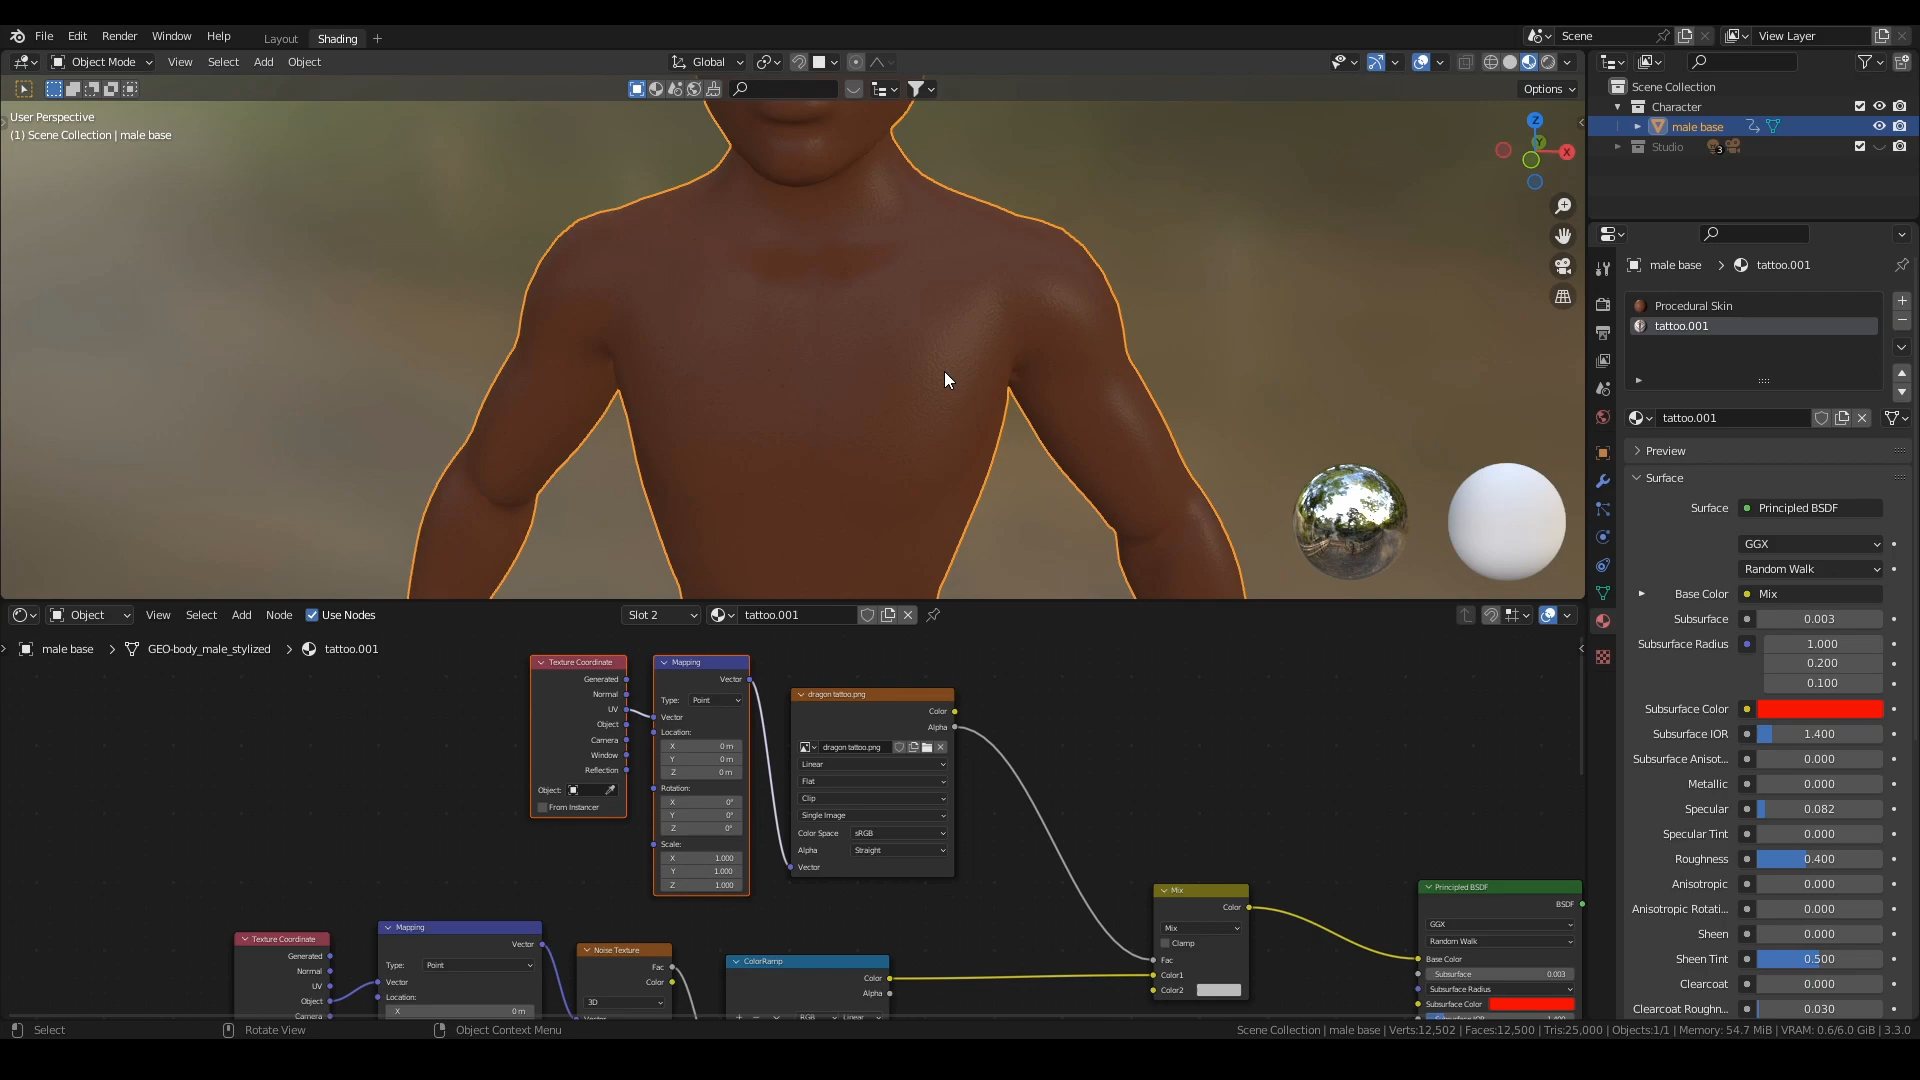 File Edit Render Window Help Layout Shading + Scene View Layer
Object Mode View Select Add Object Global
Options
User Perspective
(1) Scene Collection | male base
Z
Y
X
Scene Collection
Character
male base
Studio 3
male base > tattoo.001
Procedural Skin
tattoo.001
tattoo.001
Preview
Surface
Surface Principled BSDF
GGX
Random Walk
Base Color Mix
Subsurface 0.003
Subsurface Radius 1.000
0.200
0.100
Subsurface Color
Subsurface IOR 1.400
Subsurface Anisot... 0.000
Metallic 0.000
Specular 0.082
Specular Tint 0.000
Roughness 0.400
Anisotropic 0.000
Anisotropic Rotati... 0.000
Sheen 0.000
Sheen Tint 0.500
Clearcoat 0.000
Clearcoat Roughn... 0.030
Object View Select Add Node Use Nodes Slot 2 tattoo.001
male base > GEO-body_male_stylized > tattoo.001
Texture Coordinate
Generated
Normal
UV
Object
Camera
Window
Reflection
Object:
From Instancer
Mapping
Vector
Type: Point
Vector
Location:
X 0 m
Y 0 m
Z 0 m
Rotation:
X 0°
Y 0°
Z 0°
Scale:
X 1.000
Y 1.000
Z 1.000
dragon tattoo.png
Color
Alpha
dragon tattoo.png
Linear
Flat
Clip
Single Image
Color Space sRGB
Alpha Straight
Vector
Texture Coordinate
Generated
Normal
UV
Object
Camera
Mapping
Vector
Type: Point
Vector
Location:
X 0 m
Noise Texture
Fac
Color
3D
Vector
ColorRamp
Color
Alpha
RGB Linear
Mix
Color
Mix
Clamp
Fac
Color1
Color2
Principled BSDF
BSDF
GGX
Random Walk
Base Color
Subsurface 0.003
Subsurface Radius
Subsurface Color
Subsurface IOR 1.400
Select Rotate View Object Context Menu Scene Collection | male base | Verts:12,502 | Faces:12,500 | Tris:25,000 | Objects:1/1 | Memory: 54.7 MiB | VRAM: 0.6/6.0 GiB | 3.3.0